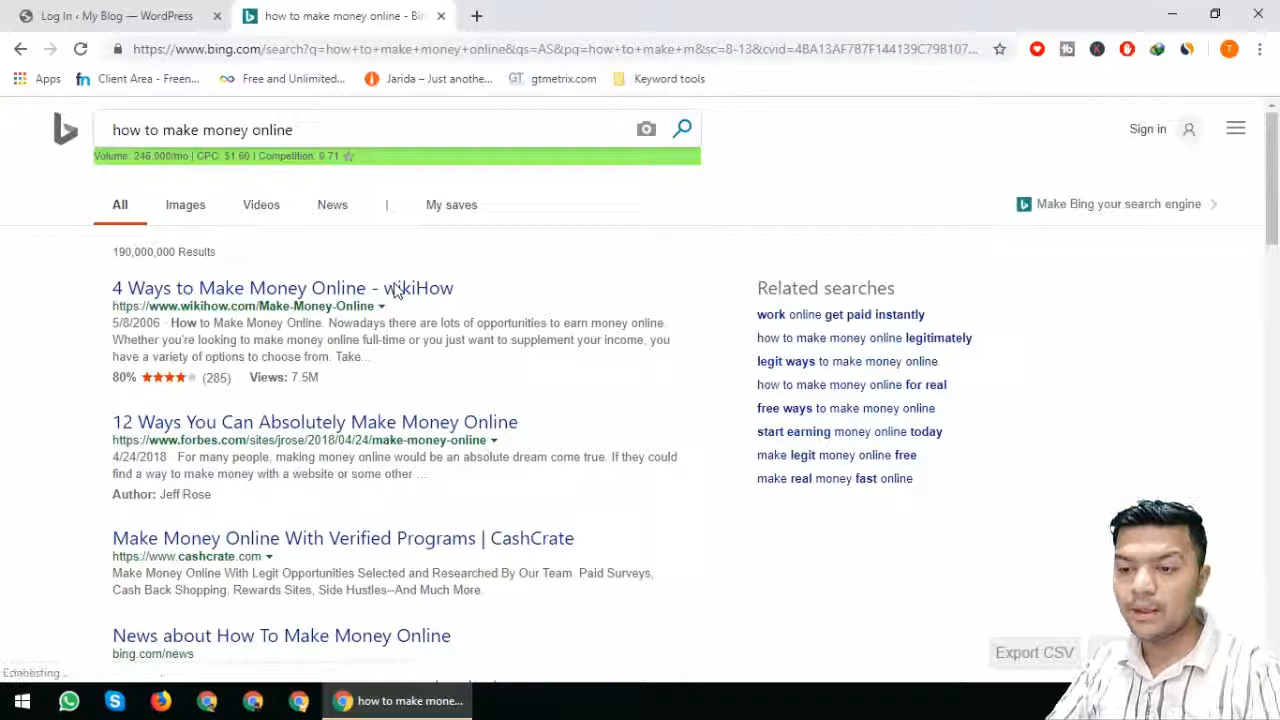 Log In ‹ My Blog — WordPress
how to make money online - Bin
https://www.bing.com/search?q=how+to+make+money+online&qs=AS&pq=how+to+make+m&sc=8-13&cvid=4BA13AF787F144139C798107...
Apps
Client Area - Freen...
Free and Unlimited...
Jarida – Just anothe...
GT gtmetrix.com
Keyword tools
how to make money online
Sign in
Volume: 246,000/mo | CPC: $1.60 | Competition: 0.71
All Images Videos News | My saves
Make Bing your search engine
190,000,000 Results
4 Ways to Make Money Online - wikiHow
https://www.wikihow.com/Make-Money-Online
5/8/2006 · How to Make Money Online. Nowadays there are lots of opportunities to earn money online.
Whether you're looking to make money online full-time or you just want to supplement your income, you
have a variety of options to choose from. Take...
80% (285) Views: 7.5M
12 Ways You Can Absolutely Make Money Online
https://www.forbes.com/sites/jrose/2018/04/24/make-money-online
4/24/2018 · For many people, making money online would be an absolute dream come true. If they could
find a way to make money with a website or some other ...
Author: Jeff Rose
Make Money Online With Verified Programs | CashCrate
https://www.cashcrate.com
Make Money Online With Legit Opportunities Selected and Researched By Our Team. Paid Surveys,
Cash Back Shopping, Rewards Sites, Side Hustles--And Much More.
News about How To Make Money Online
bing.com/news
Related searches
work online get paid instantly
how to make money online legitimately
legit ways to make money online
how to make money online for real
free ways to make money online
start earning money online today
make legit money online free
make real money fast online
Export CSV
Establishing...
how to make mone...